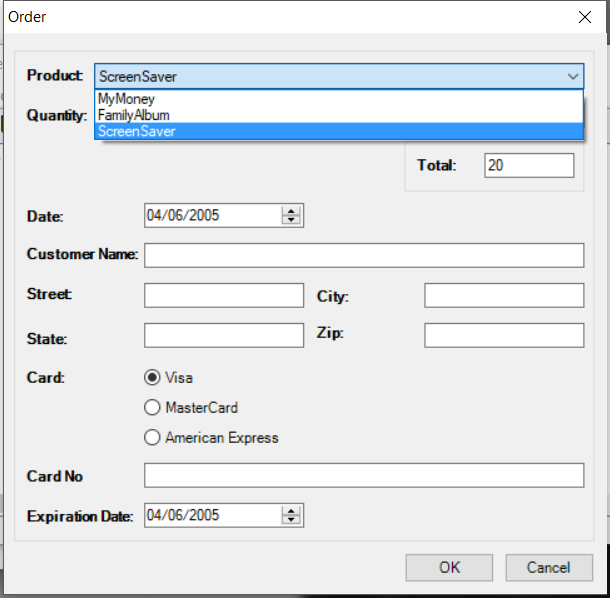 Order
Product: ScreenSaver
MyMoney
Quantity: FamilyAlbum
ScreenSaver
Total: 20
Date: 04/06/2005
Customer Name:
Street: City:
State: Zip:
Card: Visa
MasterCard
American Express
Card No
Expiration Date: 04/06/2005
OK Cancel